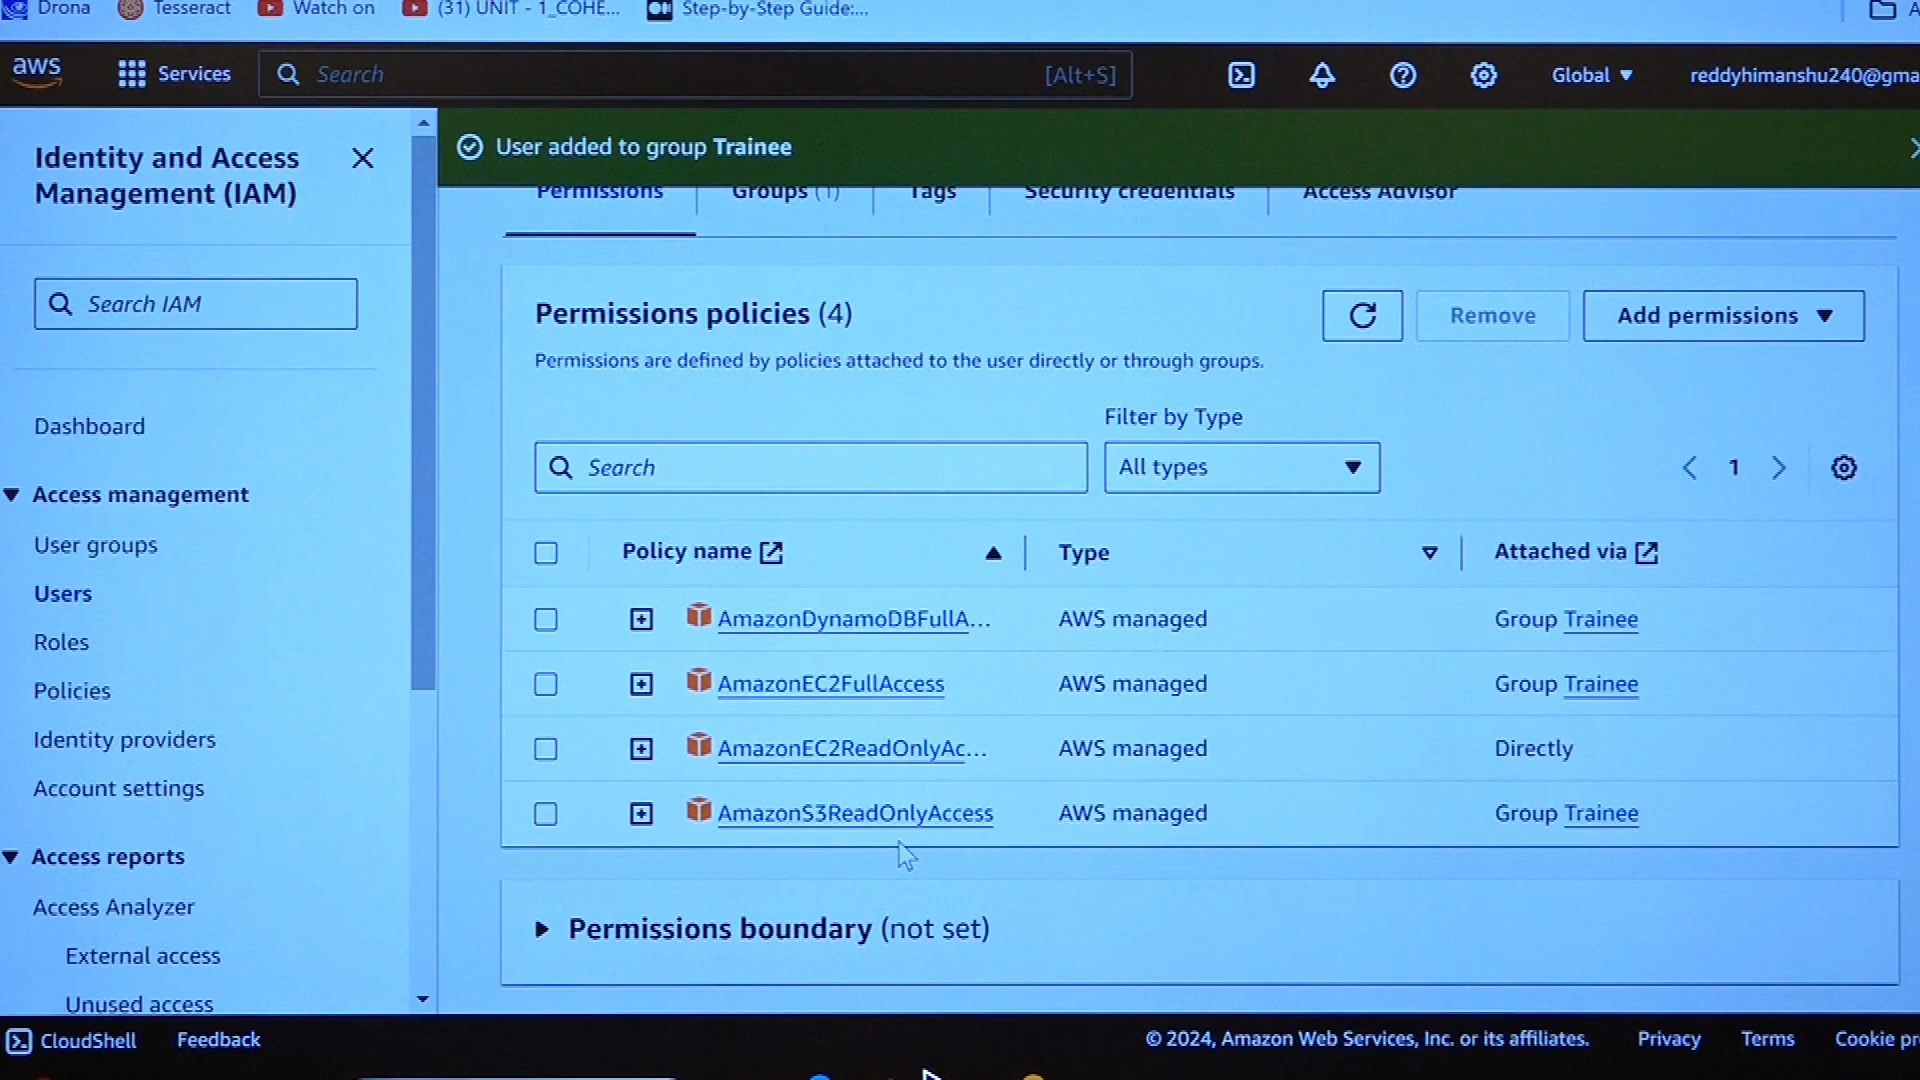 Drona
Tesseract
Watch on
(31) UNIT - 1_COHE...
Step-by-Step Guide:...
aws
Services
Search
[Alt+S]
Global
Identity and Access
Management (IAM)
User added to group Trainee
Permissions
Groups (1)
Tags
Security credentials
Access Advisor
Search IAM
Permissions policies (4)
Remove
Add permissions
Permissions are defined by policies attached to the user directly or through groups.
Filter by Type
Search
All types
1
Dashboard
Access management
User groups
Users
Roles
Policies
Identity providers
Account settings
Access reports
Access Analyzer
External access
Unused access
Policy name
Type
Attached via
AmazonDynamoDBFullA...
AWS managed
Group Trainee
AmazonEC2FullAccess
AWS managed
Group Trainee
AmazonEC2ReadOnlyAc...
AWS managed
Directly
AmazonS3ReadOnlyAccess
AWS managed
Group Trainee
Permissions boundary (not set)
CloudShell
Feedback
© 2024, Amazon Web Services, Inc. or its affiliates.
Privacy
Terms
Cookie